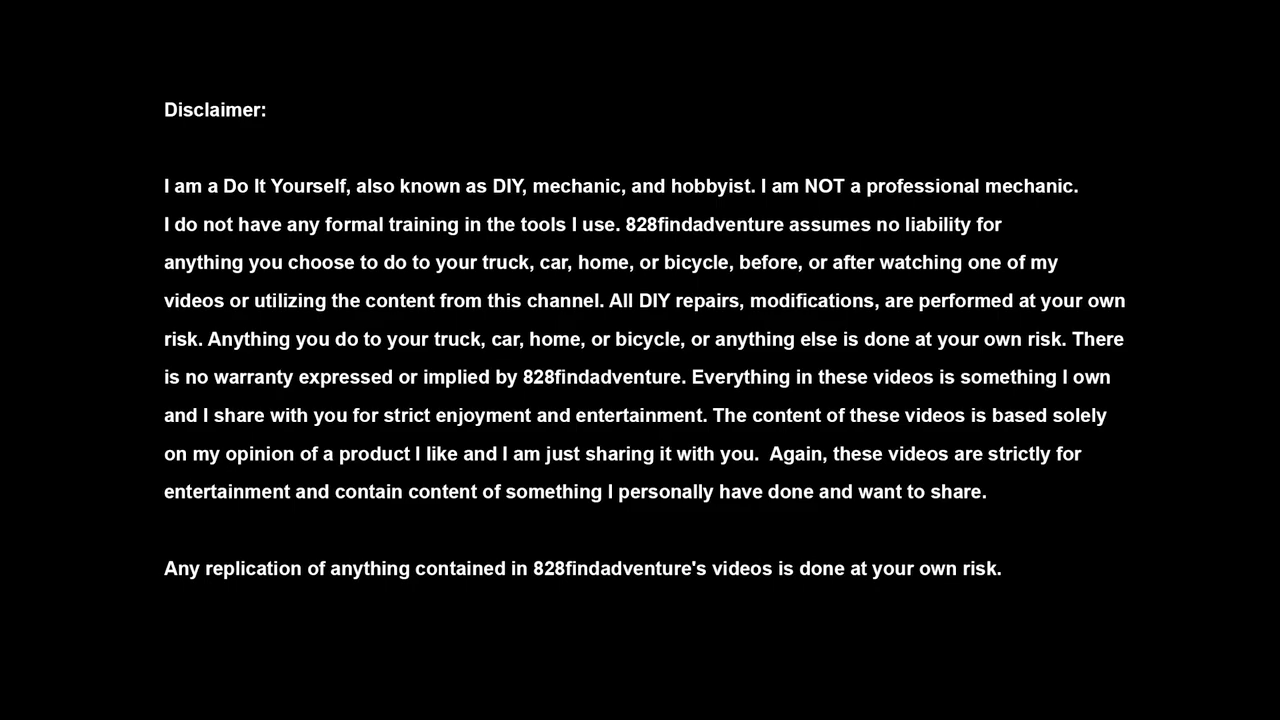 Disclaimer:
I am a Do It Yourself, also known as DIY, mechanic, and hobbyist. I am NOT a professional mechanic.
I do not have any formal training in the tools I use. 828findadventure assumes no liability for
anything you choose to do to your truck, car, home, or bicycle, before, or after watching one of my
videos or utilizing the content from this channel. All DIY repairs, modifications, are performed at your own
risk. Anything you do to your truck, car, home, or bicycle, or anything else is done at your own risk. There
is no warranty expressed or implied by 828findadventure. Everything in these videos is something I own
and I share with you for strict enjoyment and entertainment. The content of these videos is based solely
on my opinion of a product I like and I am just sharing it with you.  Again, these videos are strictly for
entertainment and contain content of something I personally have done and want to share.
Any replication of anything contained in 828findadventure's videos is done at your own risk.